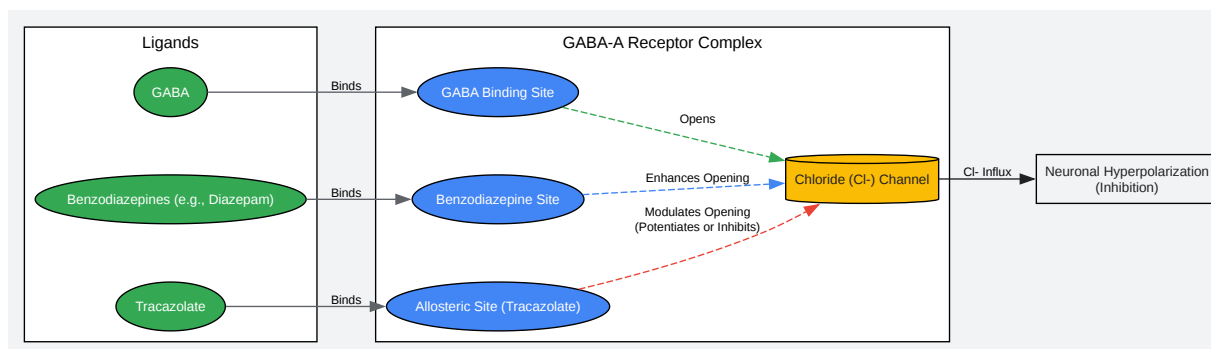 Ligands
GABA-A Receptor Complex
GABA
Binds
GABA Binding Site
Opens
Benzodiazepines (e.g., Diazepam)
Binds
Benzodiazepine Site
Enhances Opening
Chloride (Cl-) Channel
Cl- Influx
Neuronal Hyperpolarization
(Inhibition)
Modulates Opening
(Potentiates or Inhibits)
Tracazolate
Binds
Allosteric Site (Tracazolate)